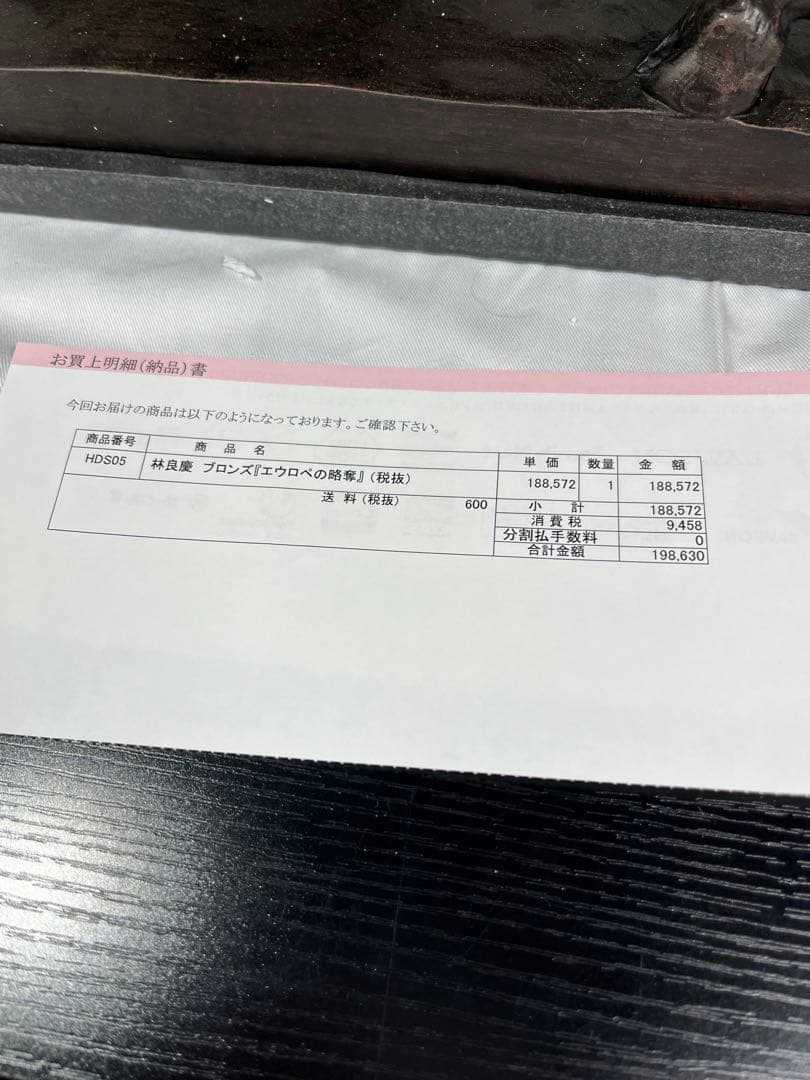 お買上明細(納品)書
今回お届けの商品は以下のようになっております。ご確認下さい。
商品番号 商 品 名 単 価 数量 金 額
HDS05 林良慶 ブロンズ『エウロペの略奪』(税抜) 188,572 1 188,572
送 料(税抜) 600 小 計 188,572
消 費 税 9,458
分割払手数料 0
合計金額 198,630